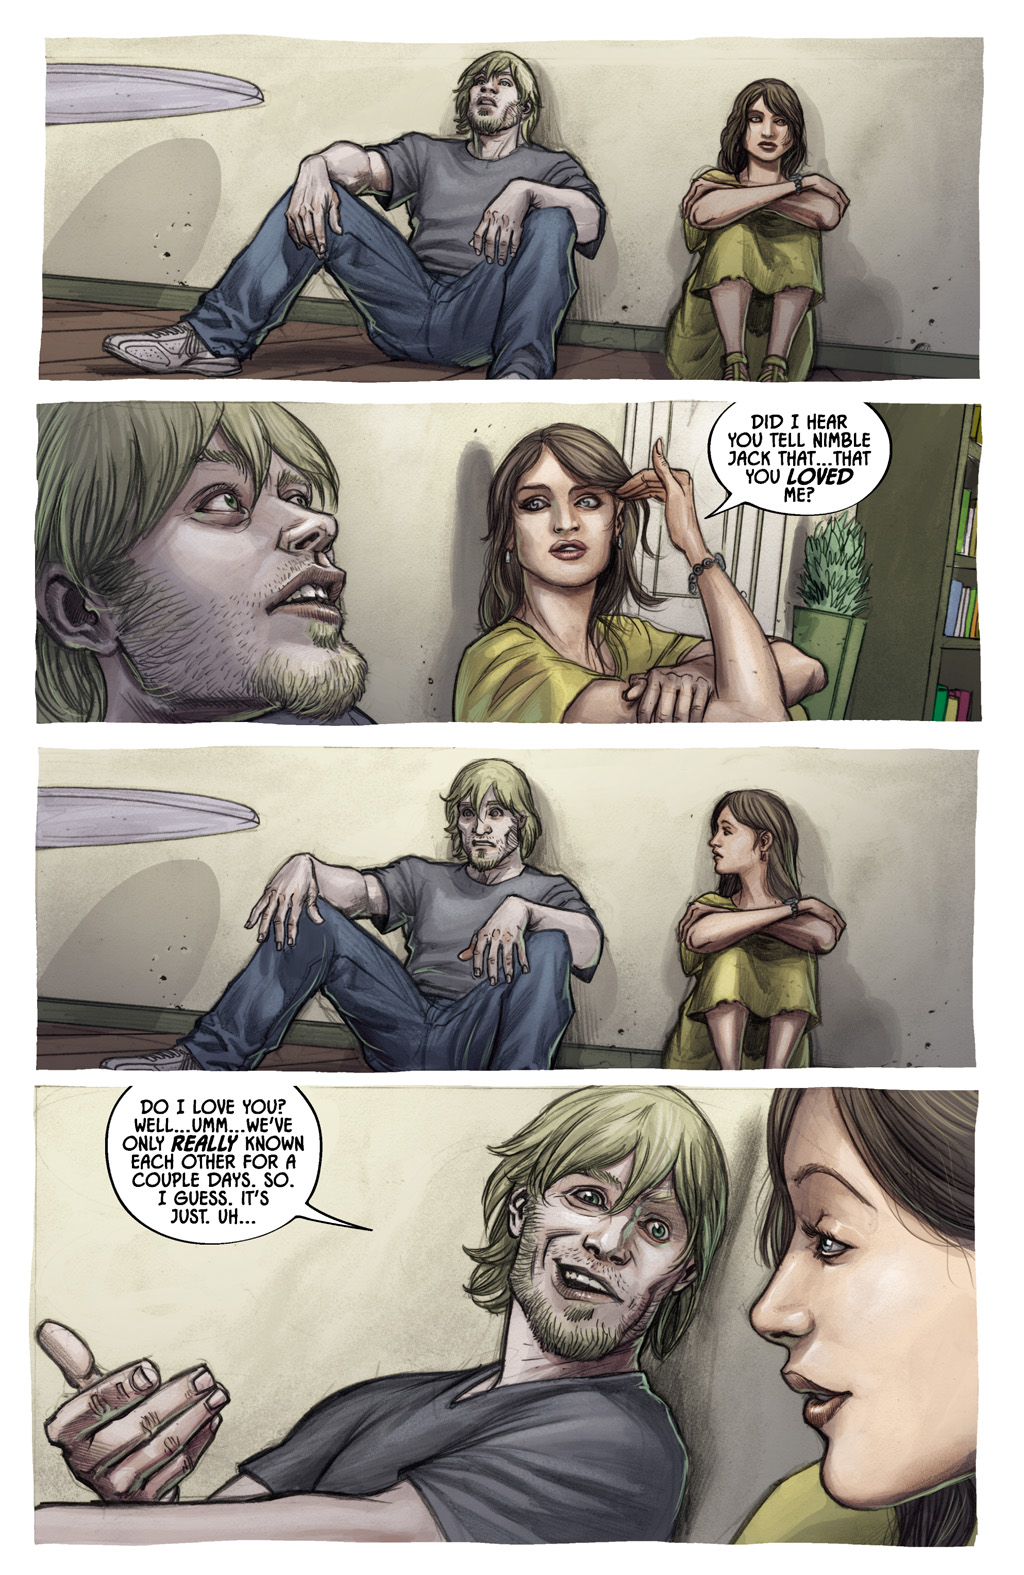 DID I HEAR
YOU TELL NIMBLE
JACK THAT...THAT
YOU LOVED
ME?
DO I LOVE YOU?
WELL...UMM...WE'VE
ONLY REALLY KNOWN
EACH OTHER FOR A
COUPLE DAYS. SO.
I GUESS. IT'S
JUST. UH...